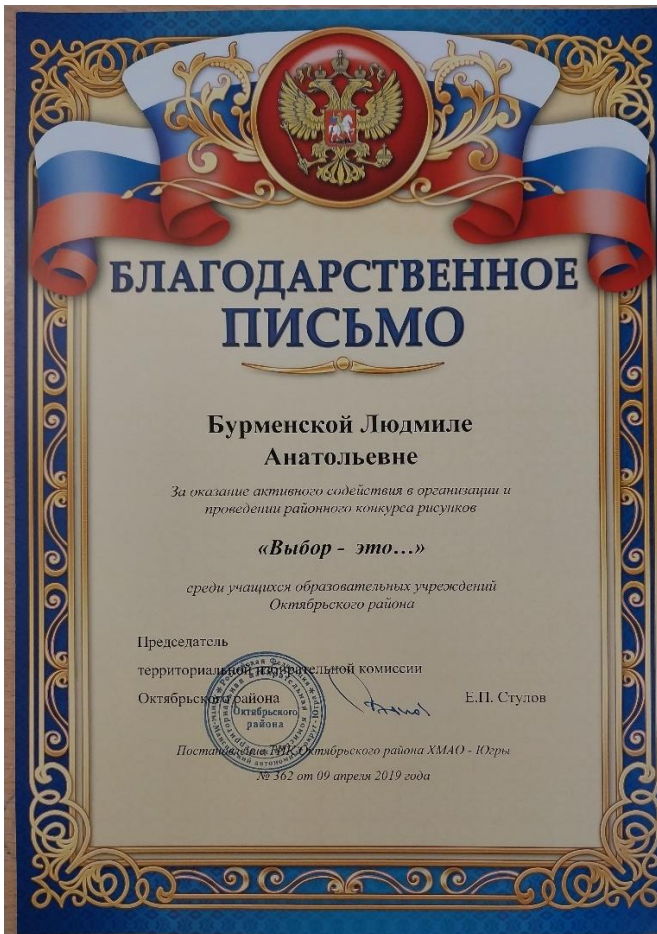 БЛАГОДАРСТВЕННОЕ
ПИСЬМО
Бурменской Людмиле
Анатольевне
За оказание активного содействия в организации и
проведении районного конкурса рисунков
«Выбор - это…»
среди учащихся образовательных учреждений
Октябрьского района
Председатель
территориальной избирательной комиссии
Октябрьского района Е.П. Стулов
Октябрьского
района
Постановление ТИК Октябрьского района ХМАО - Югры
№ 362 от 09 апреля 2019 года